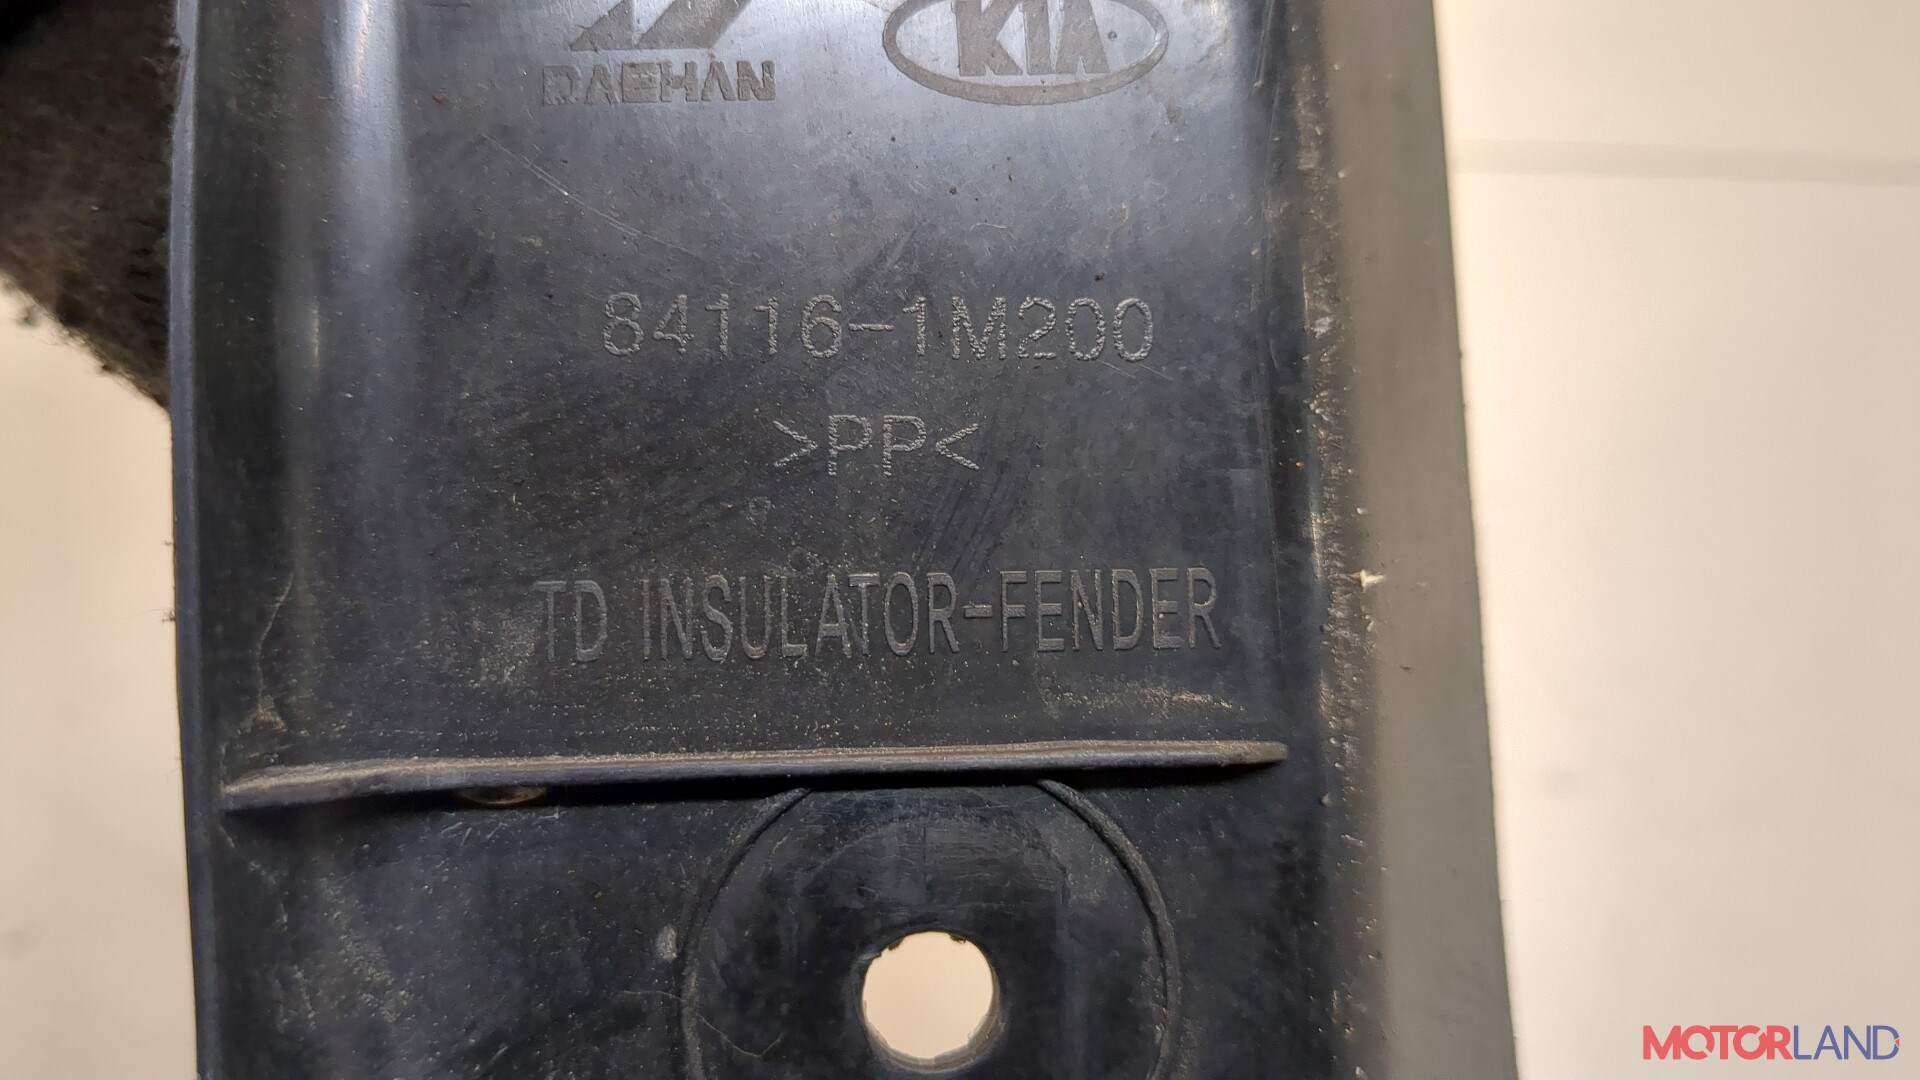 DAEHAN KIA
84116-1M200
>PP<
TD INSULATOR-FENDER
MOTORLAND